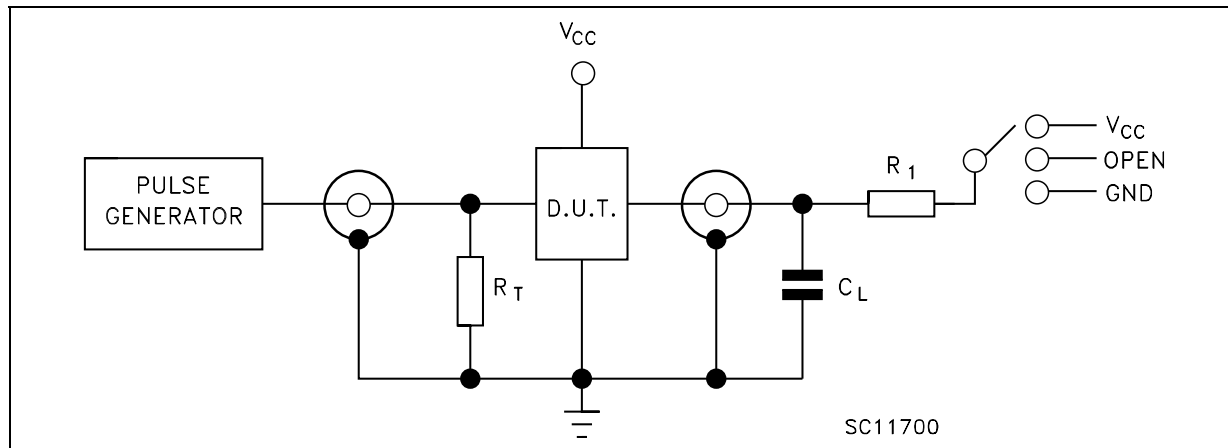 VCC
PULSE
GENERATOR
D.U.T.
RT
CL
R1
VCC
OPEN
GND
SC11700